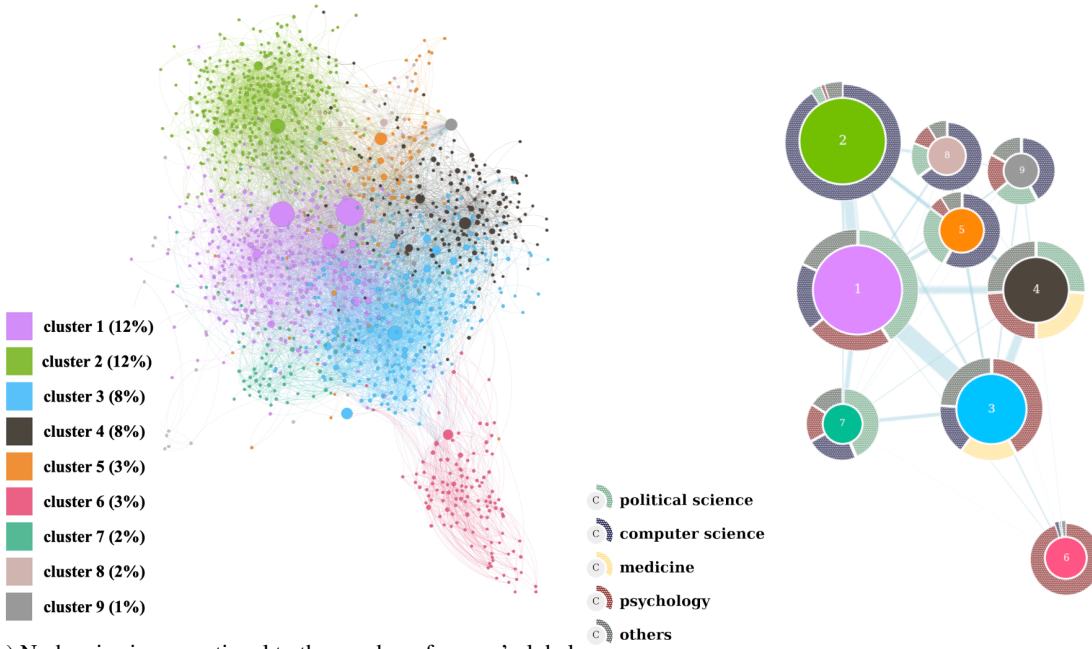 cluster 1 (12%)
cluster 2 (12%)
cluster 3 (8%)
cluster 4 (8%)
cluster 5 (3%)
cluster 6 (3%)
cluster 7 (2%)
cluster 8 (2%)
cluster 9 (1%)
2
8
9
5
1
4
7
3
6
C political science
C computer science
C medicine
C psychology
C others